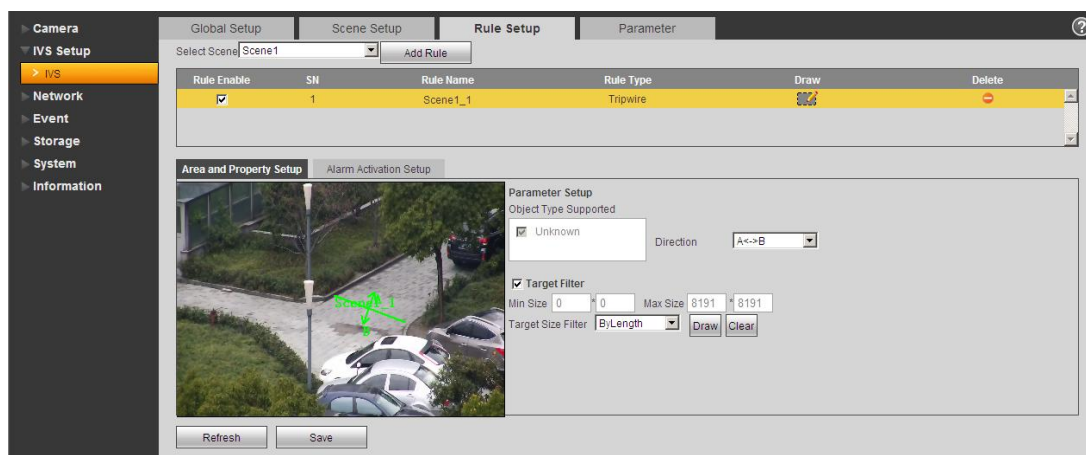 Camera
IVS Setup
> IVS
Network
Event
Storage
System
Information
Global Setup Scene Setup Rule Setup Parameter ?
Select Scene Scene1 Add Rule
Rule Enable SN Rule Name Rule Type Draw Delete
1 Scene1_1 Tripwire
Area and Property Setup Alarm Activation Setup
Scene1_1
B
Parameter Setup
Object Type Supported
Unknown
Direction A<->B
Target Filter
Min Size 0 * 0 Max Size 8191 * 8191
Target Size Filter ByLength Draw Clear
Refresh Save